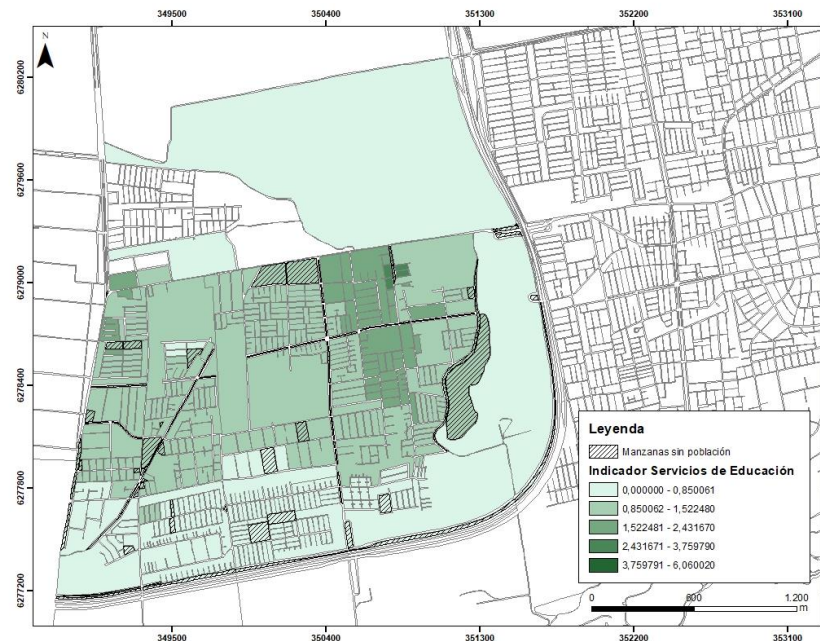 349500 350400 351300 352200 353100
N
6280200
6279600
6279000
6278400
6277800
6277200
Leyenda
Manzanas sin población
Indicador Servicios de Educación
0,000000 - 0,850061
0,850062 - 1,522480
1,522481 - 2,431670
2,431671 - 3,759790
3,759791 - 6,060020
0 600 1.200
m
349500 350400 351300 352200 353100